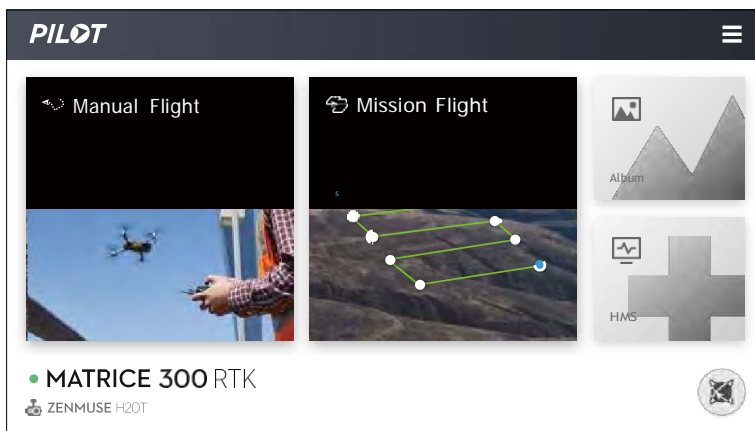 PILOT
Manual Flight
Mission Flight
s
Album
HMS
MATRICE 300 RTK
ZENMUSE H20T